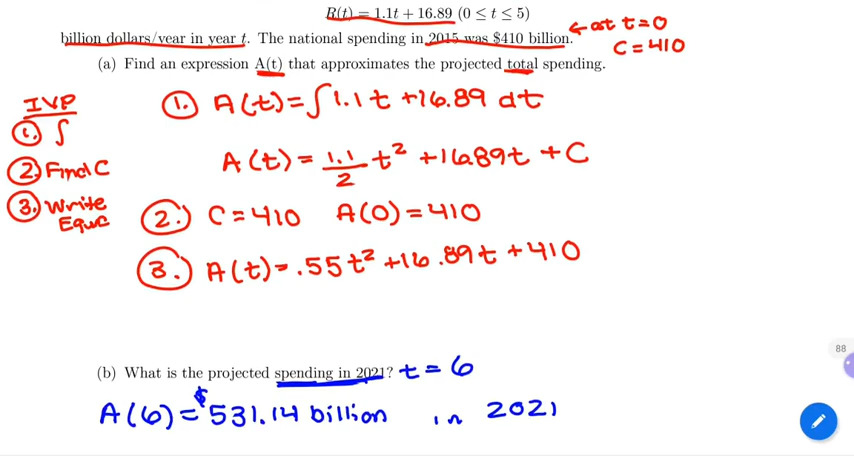 R(t) = 1.1t + 16.89 (0 ≤ t ≤ 5)
billion dollars/year in year t. The national spending in 2015 was $410 billion. ← at t=0
C=410
(a) Find an expression A(t) that approximates the projected total spending.
IVP
1. ∫
2. Find C
3. Write Equa
1. A(t)=∫1.1t+16.89 dt
A(t)= 1.1/2 t² +16.89t + C
2. C=410 A(0)=410
3. A(t)=.55t²+16.89t+410
88
(b) What is the projected spending in 2021? t=6
A(6)=$531.14 billion in 2021